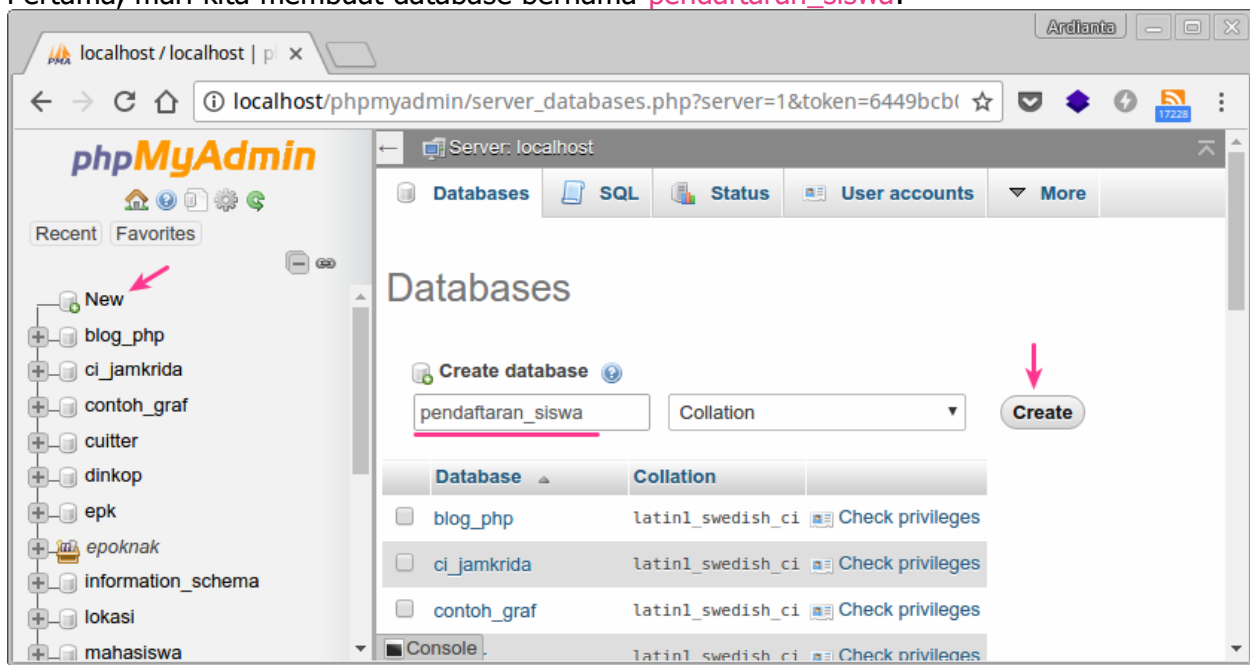 Pertama, mari kita membuat database bernama pendaftaran_siswa.
Ardianta
localhost / localhost | p
localhost/phpmyadmin/server_databases.php?server=1&token=6449bcb
17228
phpMyAdmin
Recent Favorites
New
blog_php
ci_jamkrida
contoh_graf
cuitter
dinkop
epk
epoknak
information_schema
lokasi
mahasiswa
Server: localhost
Databases SQL Status User accounts More
Databases
Create database
pendaftaran_siswa Collation Create
Database Collation
blog_php latin1_swedish_ci Check privileges
ci_jamkrida latin1_swedish_ci Check privileges
contoh_graf latin1_swedish_ci Check privileges
Console latin1_swedish_ci Check privileges